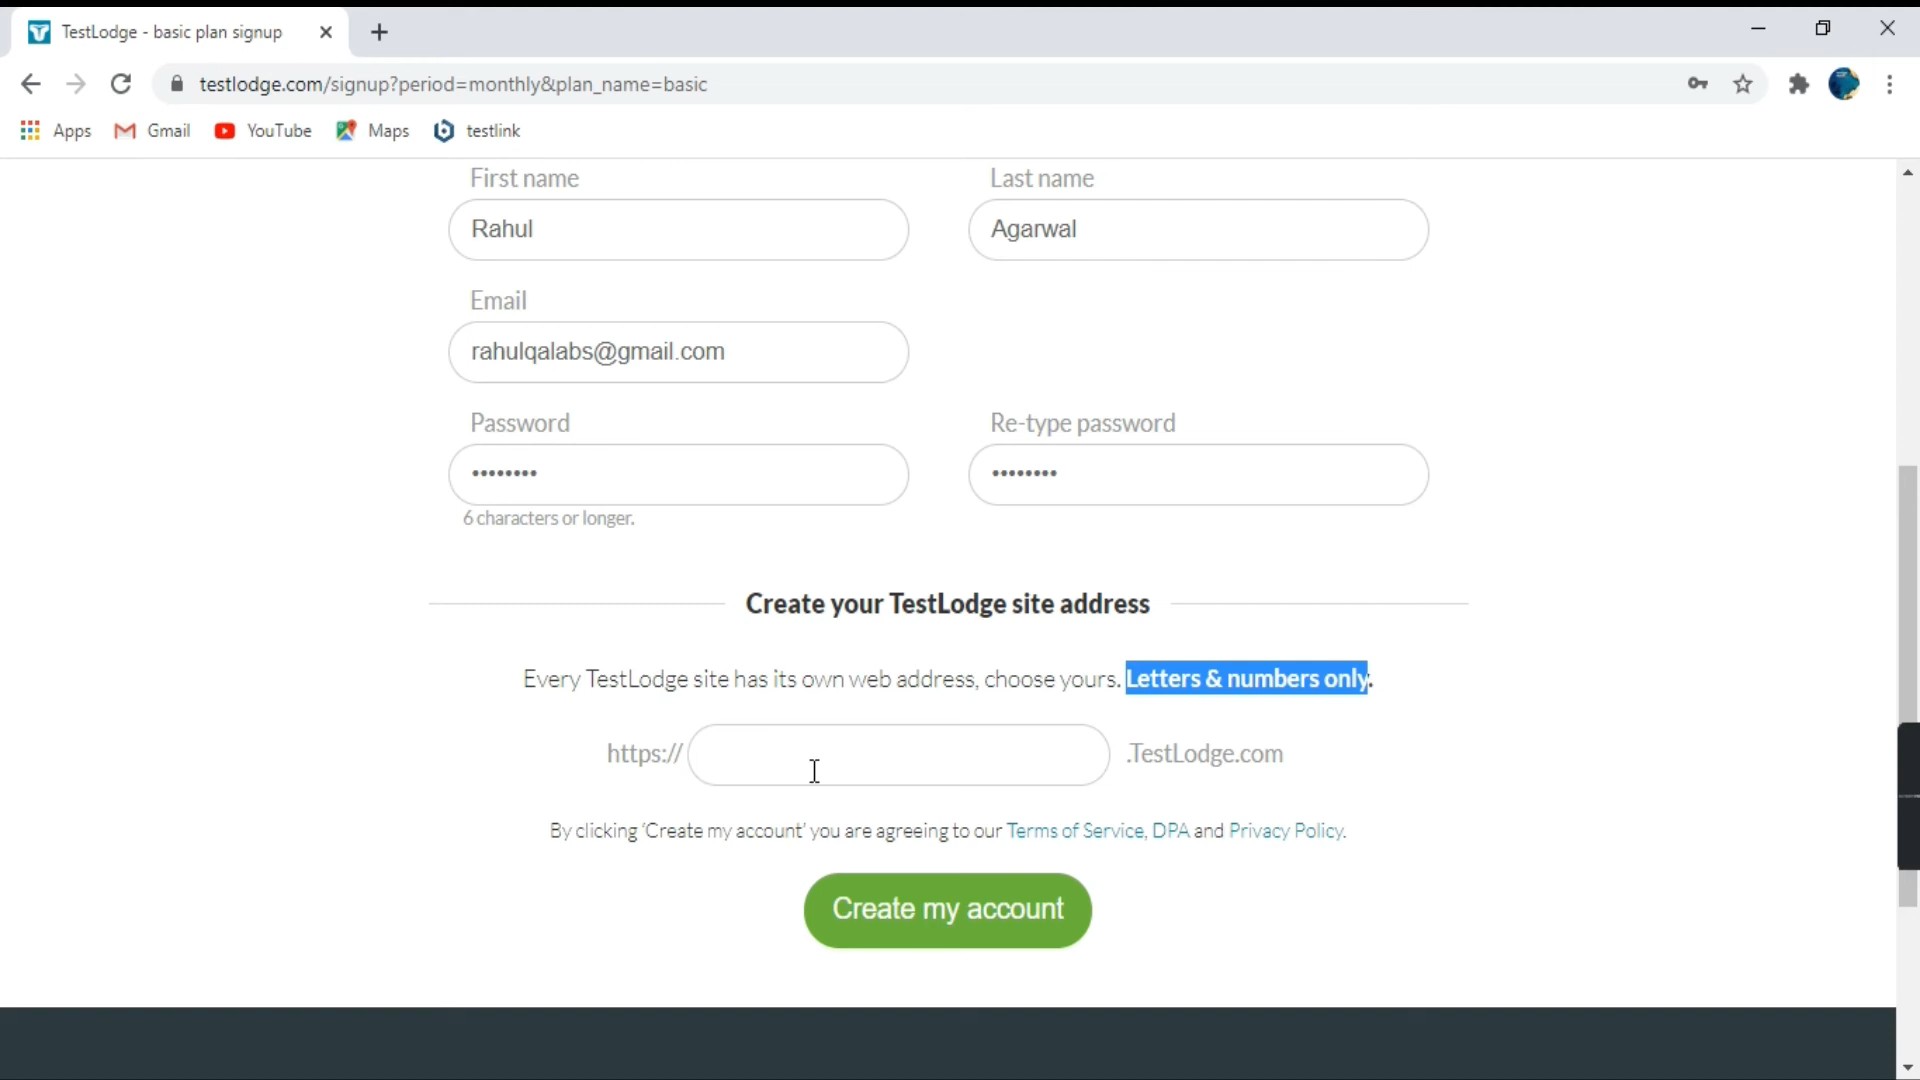 TestLodge - basic plan signup
testlodge.com/signup?period=monthly&plan_name=basic
Apps Gmail YouTube Maps testlink
First name Last name
Rahul Agarwal
Email
rahulqalabs@gmail.com
Password Re-type password
•••••••• ••••••••
6 characters or longer.
Create your TestLodge site address
Every TestLodge site has its own web address, choose yours. Letters & numbers only.
https:// .TestLodge.com
By clicking 'Create my account' you are agreeing to our Terms of Service, DPA and Privacy Policy.
Create my account